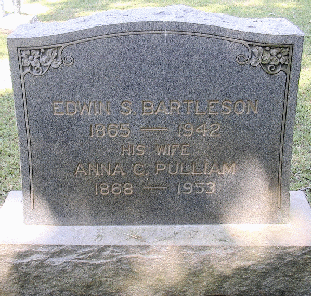 EDWIN S. BARTLESON
1865 — 1942
HIS WIFE
ANNA C. PULLIAM
1868 — 1953